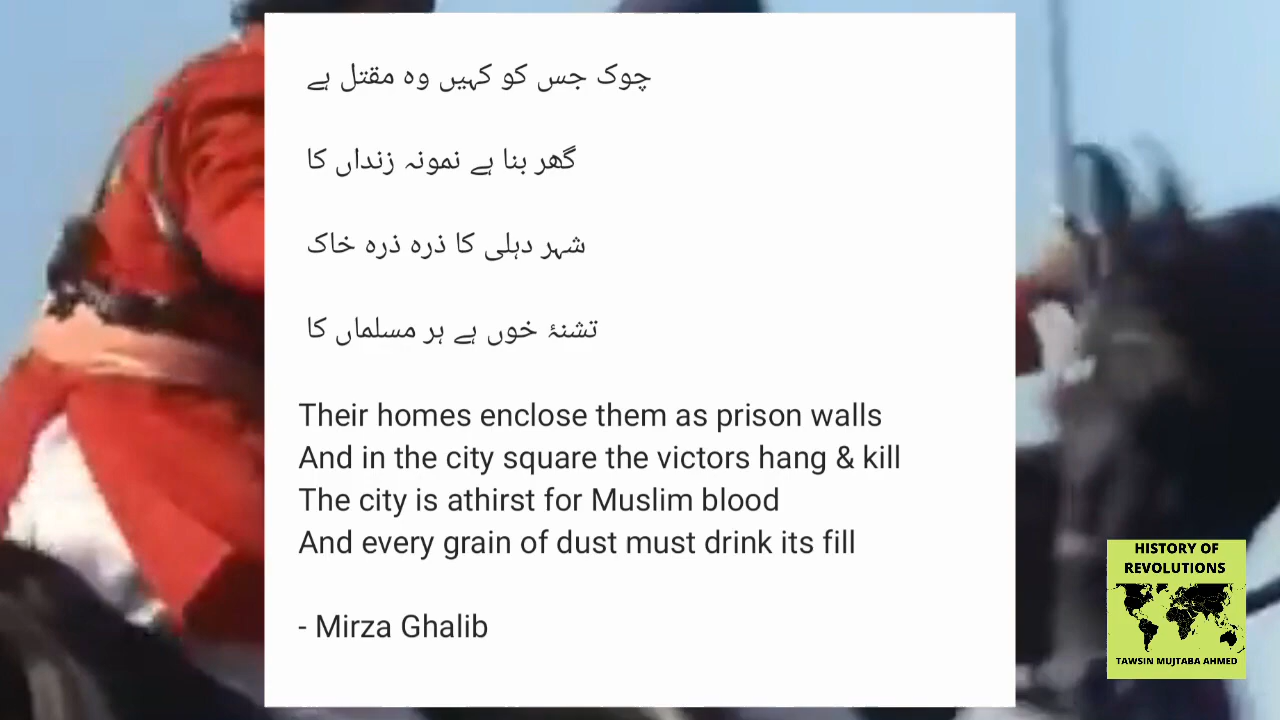 چوک جس کو کہیں وہ مقتل ہے
گھر بنا ہے نمونہ زنداں کا
شہر دہلی کا ذرہ ذرہ خاک
تشنۂ خوں ہے ہر مسلماں کا
Their homes enclose them as prison walls
And in the city square the victors hang & kill
The city is athirst for Muslim blood
And every grain of dust must drink its fill
- Mirza Ghalib
HISTORY OF
REVOLUTIONS
TAWSIN MUJTABA AHMED